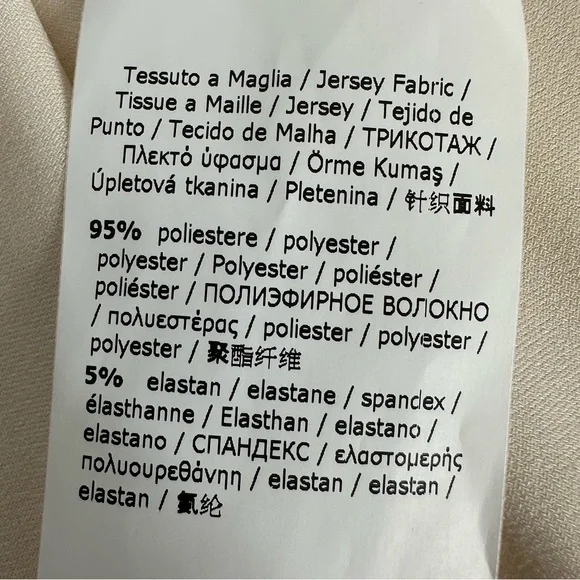 Tessuto a Maglia / Jersey Fabric /
Tissue a Maille / Jersey / Tejido de
Punto / Tecido de Malha / ТРИКОТАЖ /
Πλεκτό ύφασμα / Örme Kumaş /
Úpletová tkanina / Pletenina / 针织面料
95% poliestere / polyester /
polyester / Polyester / poliéster /
poliéster / ПОЛИЭФИРНОЕ ВОЛОКНО
/ πολυεστέρας / poliester / polyester /
polyester / 聚酯纤维
5% elastan / elastane / spandex /
élasthanne / Elasthan / elastano /
elastano / СПАНДЕКС / ελαστομερής
πολυουρεθάνηη / elastan / elastan /
elastan / 氨纶